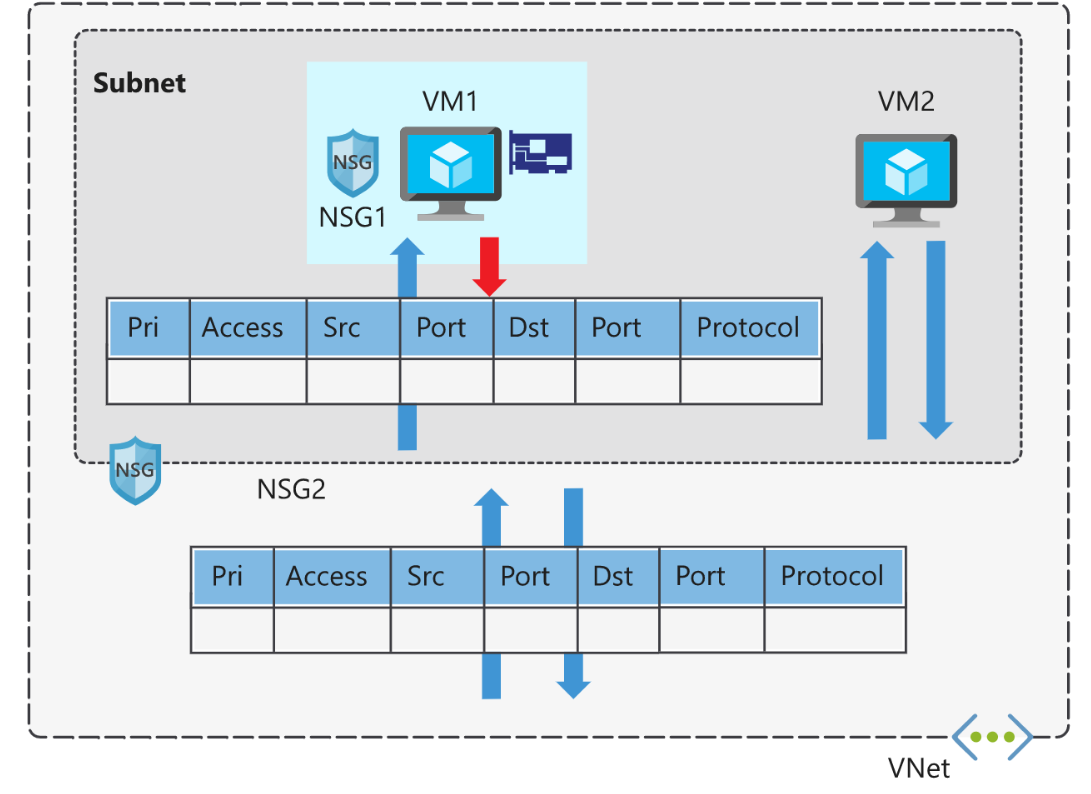 Subnet
VM1
VM2
NSG
NSG1
Pri Access Src Port Dst Port Protocol
NSG
NSG2
Pri Access Src Port Dst Port Protocol
VNet